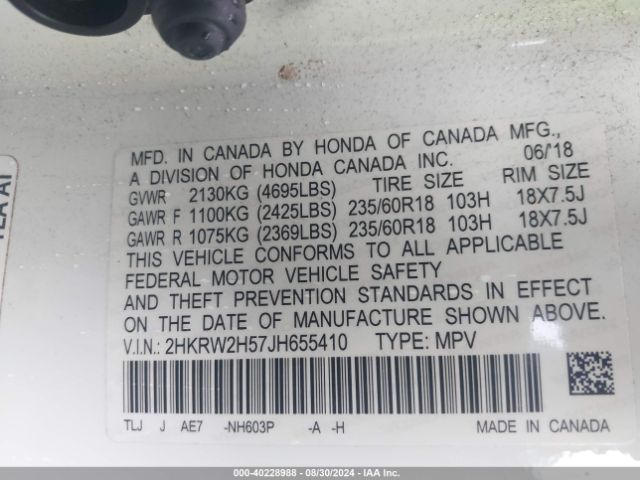 MFD. IN CANADA BY HONDA OF CANADA MFG.,
A DIVISION OF HONDA CANADA INC. 06/'18
GVWR 2130KG (4695LBS) TIRE SIZE RIM SIZE
GAWR F 1100KG (2425LBS) 235/60R18 103H 18X7.5J
GAWR R 1075KG (2369LBS) 235/60R18 103H 18X7.5J
THIS VEHICLE CONFORMS TO ALL APPLICABLE
FEDERAL MOTOR VEHICLE SAFETY
AND THEFT PREVENTION STANDARDS IN EFFECT
ON THE DATE OF MANUFACTURE SHOWN ABOVE.
V.I.N.: 2HKRW2H57JH655410 TYPE: MPV
TLJ J AE7 -NH603P -A -H MADE IN CANADA
000-40228988 - 08/30/2024 - IAA Inc.